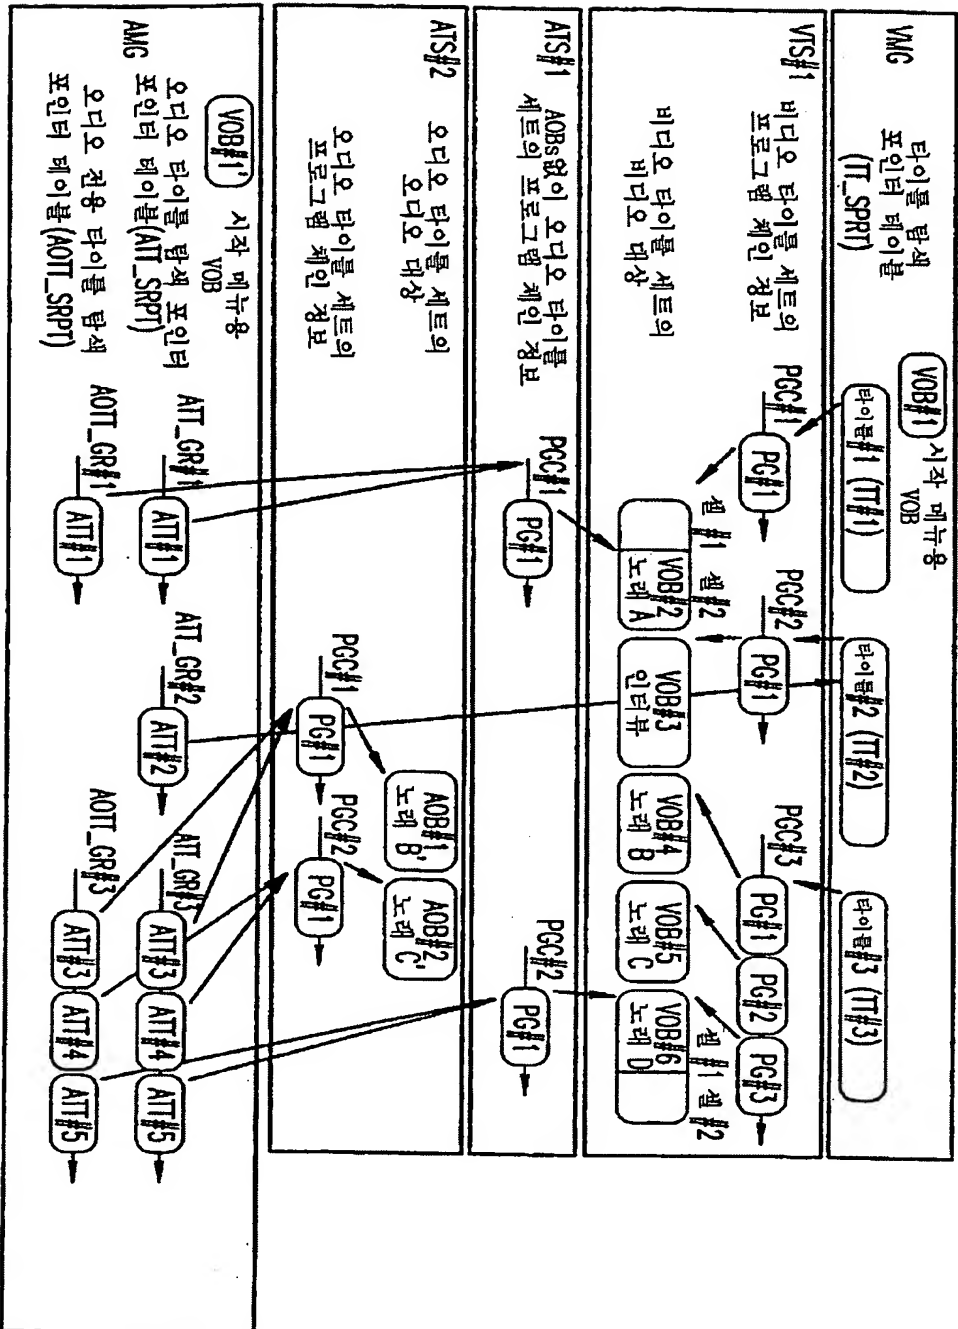 VMG
타이틀 탐색
포인터 테이블
(TT_SPRT)
VOB#1
시작 메뉴용
VOB
타이틀#1 (TT#1)
타이틀#2 (TT#2)
타이틀#3 (TT#3)
VTS#1
비디오 타이틀 세트의
프로그램 체인 정보
PGC#1
PG#1
PGC#2
PG#1
PGC#3
PG#1
PG#2
PG#3
비디오 타이틀 세트의
비디오 대상
셀 #1
셀 #2
VOB#2
노래 A
VOB#3
인터뷰
VOB#4
노래 B
VOB#5
노래 C
VOB#6
노래 D
셀 #1
셀 #2
ATS#1
AOBs없이 오디오 타이틀
세트의 프로그램 체인 정보
PGC#1
PG#1
PGC#2
PG#1
ATS#2
오디오 타이틀 세트의
오디오 대상
AOB#1
노래 B'
AOB#2
노래 C'
오디오 타이틀 세트의
프로그램 체인 정보
PGC#1
PG#1
PGC#2
PG#1
AMG
VOB#1'
시작 메뉴용
VOB
오디오 타이틀 탐색 포인터
포인터 테이블(ATT_SRPT)
ATT_GR#1
ATT#1
ATT_GR#2
ATT#2
ATT_GR#3
ATT#3
ATT#4
ATT#5
오디오 전용 타이틀 탐색
포인터 테이블(AOTT_SRPT)
AOTT_GR#1
ATT#1
AOTT_GR#3
ATT#3
ATT#4
ATT#5